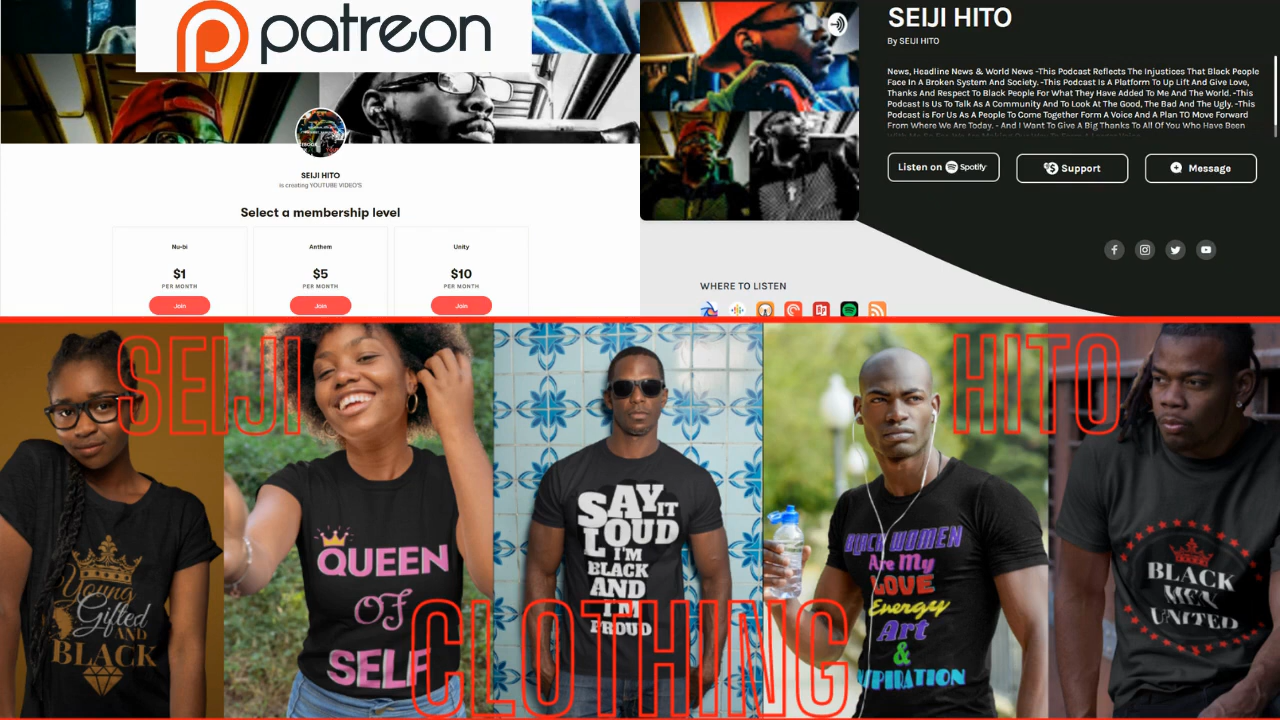 patreon
SEIJI HITO
is creating YOUTUBE VIDEO'S
Select a membership level
Nu-bi
$1
PER MONTH
Join
Anthem
$5
PER MONTH
Join
Unity
$10
PER MONTH
Join
SEIJI HITO
By SEIJI HITO
News, Headline News & World News -This Podcast Reflects The Injustices That Black People
Face In A Broken System And Society. -This Podcast Is A Platform To Up Lift And Give Love,
Thanks And Respect To Black People For What They Have Added To Me And The World. -This
Podcast Is Us To Talk As A Community And To Look At The Good, The Bad And The Ugly. -This
Podcast is For Us As A People To Come Together Form A Voice And A Plan TO Move Forward
From Where We Are Today. - And I Want To Give A Big Thanks To All Of You Who Have Been
Listen on Spotify
Support
Message
WHERE TO LISTEN
SEIJI HITO
CLOTHING
Young
Gifted
AND
BLACK
QUEEN
OF
SELF
SAY IT
LOUD
I'M
BLACK
AND
I'M
PROUD
BLACK WOMEN
Are My
LOVE
Energy
Art
&
INSPIRATION
BLACK
MEN
UNITED